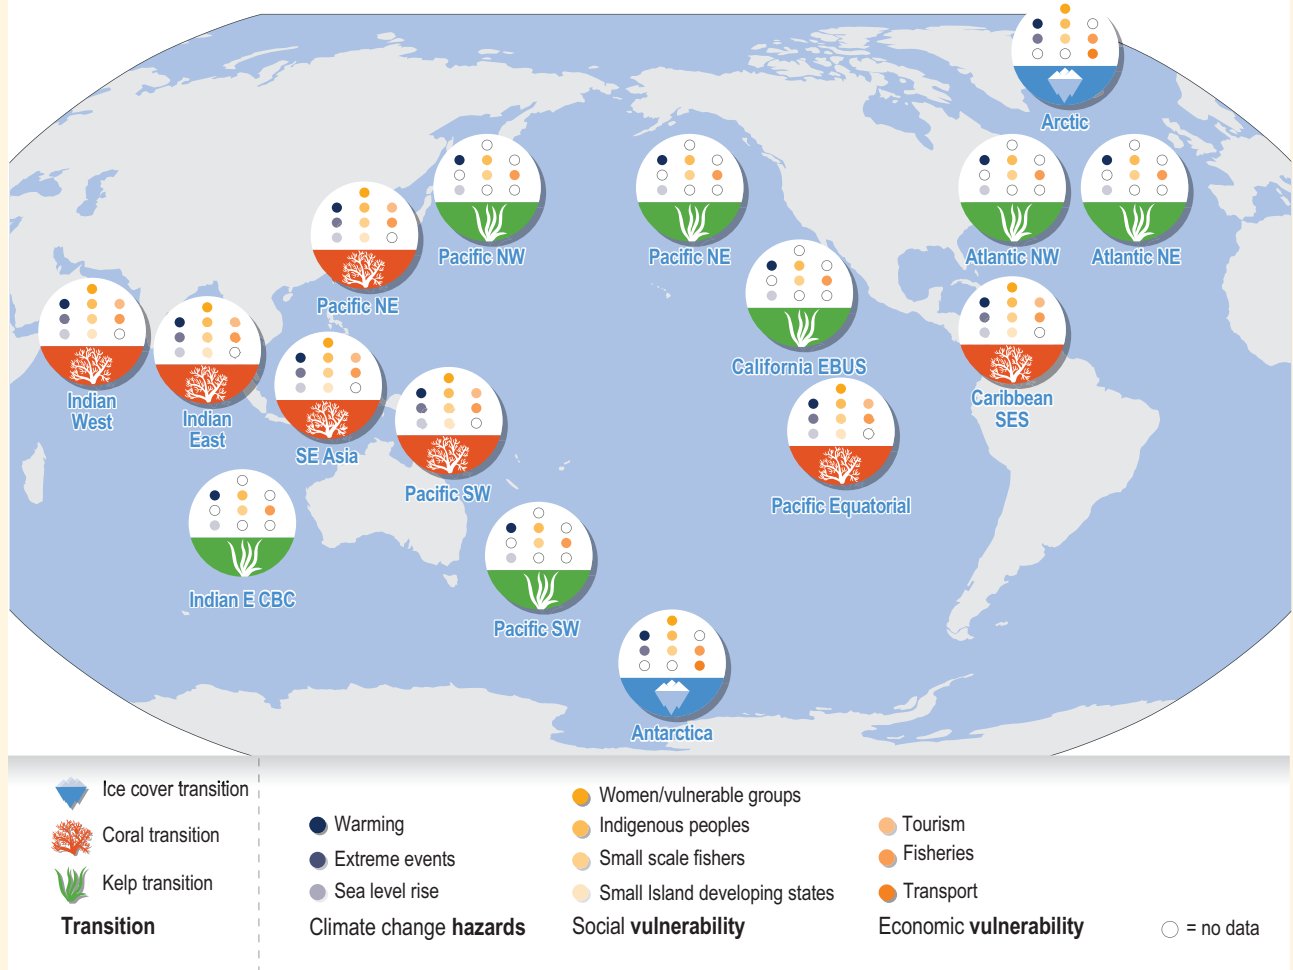 Arctic
Pacific NW
Pacific NE
Atlantic NW
Atlantic NE
Pacific NE
California EBUS
Indian
West
Indian
East
SE Asia
Pacific SW
Caribbean
SES
Pacific Equatorial
Indian E CBC
Pacific SW
Antarctica
Ice cover transition
Coral transition
Kelp transition
Transition
Warming
Extreme events
Sea level rise
Climate change hazards
Women/vulnerable groups
Indigenous peoples
Small scale fishers
Small Island developing states
Social vulnerability
Tourism
Fisheries
Transport
Economic vulnerability
= no data